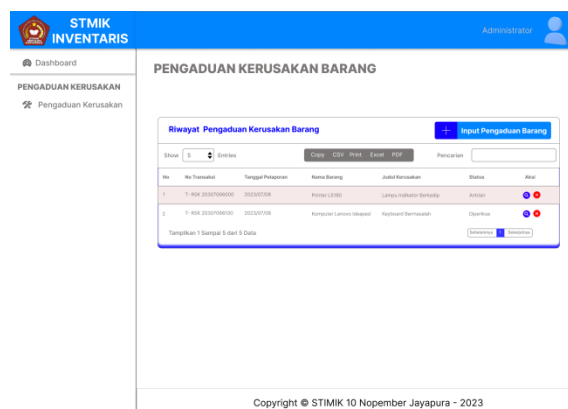 STMIK
INVENTARIS
Administrator
Dashboard
PENGADUAN KERUSAKAN
Pengaduan Kerusakan
PENGADUAN KERUSAKAN BARANG
Riwayat Pengaduan Kerusakan Barang
Input Pengaduan Barang
Show 5 Entries
Copy CSV Print Excel PDF
Pencarian
No No Transaksi Tanggal Pelaporan Nama Barang Judul Kerusakan Status Aksi
1 2023/07/08 Printer L5190 Lampu Indikator Berkedip Antrian
2 2023/07/08 Komputer Lenovo Ideapad Keyboard Bermasalah Diperiksa
Tampilkan 1 Sampai 5 dari 5 Data
1
Copyright © STIMIK 10 Nopember Jayapura - 2023